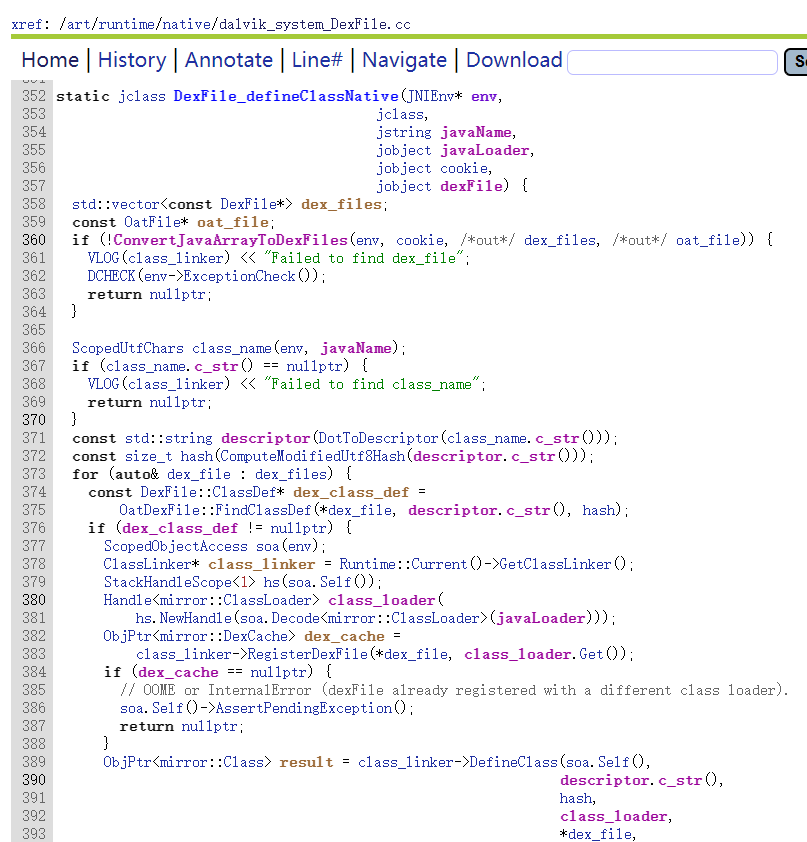 xref: /art/runtime/native/dalvik_system_DexFile.cc
Home | History | Annotate | Line# | Navigate | Download
352 static jclass DexFile_defineClassNative(JNIEnv* env,
353 jclass,
354 jstring javaName,
355 jobject javaLoader,
356 jobject cookie,
357 jobject dexFile) {
358 std::vector<const DexFile*> dex_files;
359 const OatFile* oat_file;
360 if (!ConvertJavaArrayToDexFiles(env, cookie, /*out*/ dex_files, /*out*/ oat_file)) {
361 VLOG(class_linker) << "Failed to find dex_file";
362 DCHECK(env->ExceptionCheck());
363 return nullptr;
364 }
365
366 ScopedUtfChars class_name(env, javaName);
367 if (class_name.c_str() == nullptr) {
368 VLOG(class_linker) << "Failed to find class_name";
369 return nullptr;
370 }
371 const std::string descriptor(DotToDescriptor(class_name.c_str()));
372 const size_t hash(ComputeModifiedUtf8Hash(descriptor.c_str()));
373 for (auto& dex_file : dex_files) {
374 const DexFile::ClassDef* dex_class_def =
375 OatDexFile::FindClassDef(*dex_file, descriptor.c_str(), hash);
376 if (dex_class_def != nullptr) {
377 ScopedObjectAccess soa(env);
378 ClassLinker* class_linker = Runtime::Current()->GetClassLinker();
379 StackHandleScope<1> hs(soa.Self());
380 Handle<mirror::ClassLoader> class_loader(
381 hs.NewHandle(soa.Decode<mirror::ClassLoader>(javaLoader)));
382 ObjPtr<mirror::DexCache> dex_cache =
383 class_linker->RegisterDexFile(*dex_file, class_loader.Get());
384 if (dex_cache == nullptr) {
385 // OOME or InternalError (dexFile already registered with a different class loader).
386 soa.Self()->AssertPendingException();
387 return nullptr;
388 }
389 ObjPtr<mirror::Class> result = class_linker->DefineClass(soa.Self(),
390 descriptor.c_str(),
391 hash,
392 class_loader,
393 *dex_file,